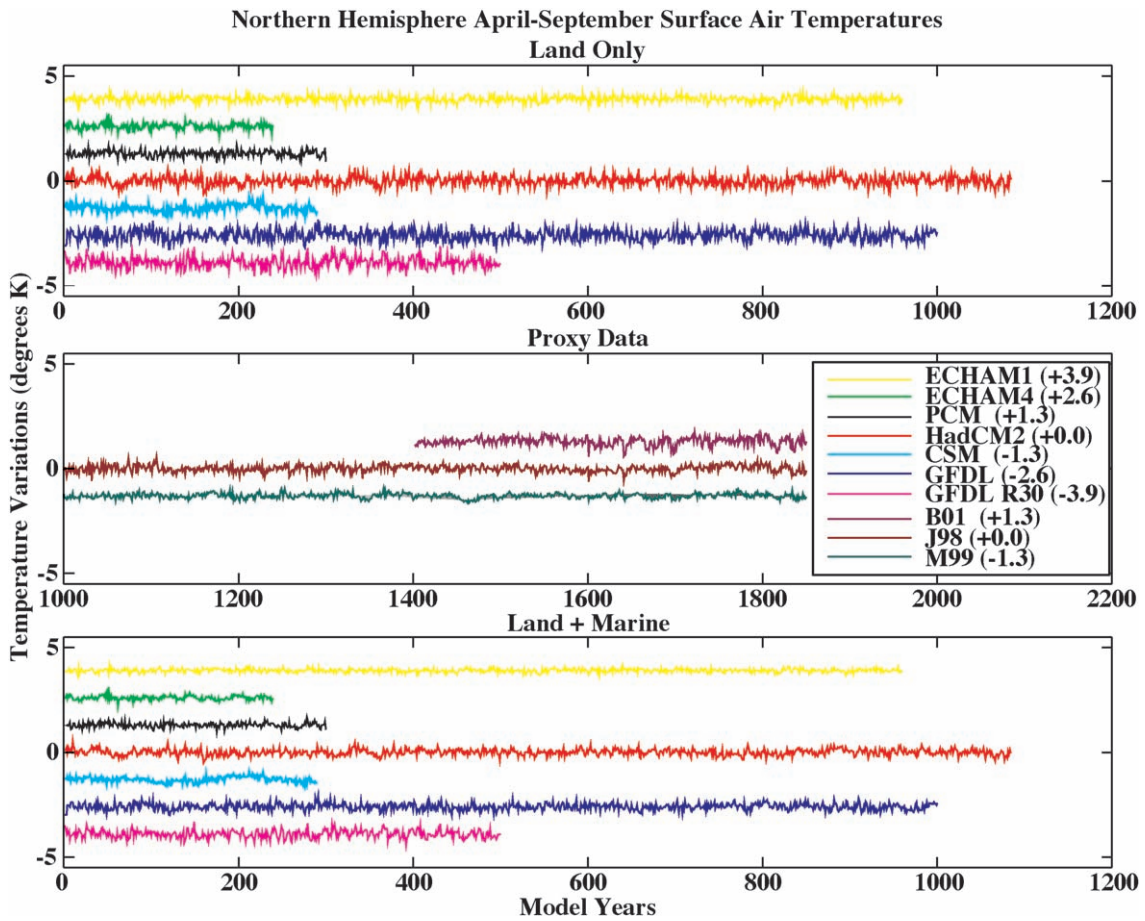 Northern Hemisphere April-September Surface Air Temperatures
Land Only
5
0
-5
0 200 400 600 800 1000 1200
Proxy Data
5
0
-5
1000 1200 1400 1600 1800 2000 2200
ECHAM1 (+3.9)
ECHAM4 (+2.6)
PCM (+1.3)
HadCM2 (+0.0)
CSM (-1.3)
GFDL (-2.6)
GFDL R30 (-3.9)
B01 (+1.3)
J98 (+0.0)
M99 (-1.3)
Land + Marine
5
0
-5
0 200 400 600 800 1000 1200
Model Years
Temperature Variations (degrees K)